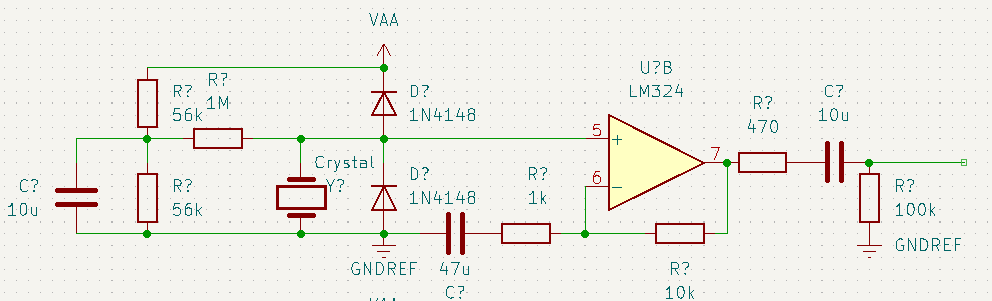 VAA
R?
56k
R?
1M
D?
1N4148
U?B
LM324
R?
470
C?
10u
5
+
7
6
−
Crystal
Y?
C?
10u
R?
56k
D?
1N4148
R?
1k
R?
100k
GNDREF
GNDREF
47u
C?
R?
10k